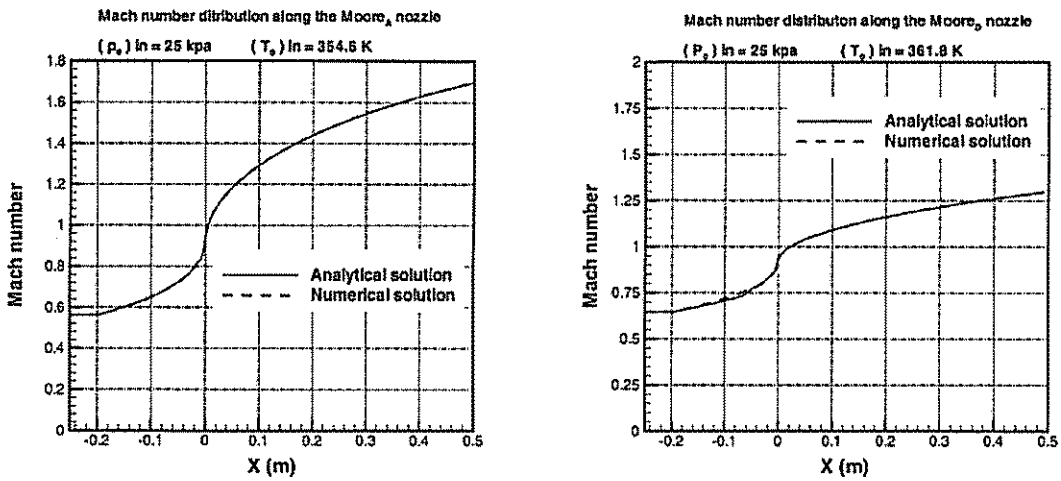 Mach number ditribution along the Moore_A nozzle
( p_o ) in = 25 kpa ( T_o ) in = 354.6 K
1.8
1.6
1.4
1.2
1
0.8
0.6
0.4
0.2
0
Mach number
Analytical solution
Numerical solution
-0.2 -0.1 0 0.1 0.2 0.3 0.4 0.5
X (m)
Mach number distributon along the Moore_D nozzle
( P_o ) in = 25 kpa ( T_o ) in = 361.8 K
2
1.75
1.5
1.25
1
0.75
0.5
0.25
0
Mach number
Analytical solution
Numerical solution
-0.2 -0.1 0 0.1 0.2 0.3 0.4 0.5
X (m)